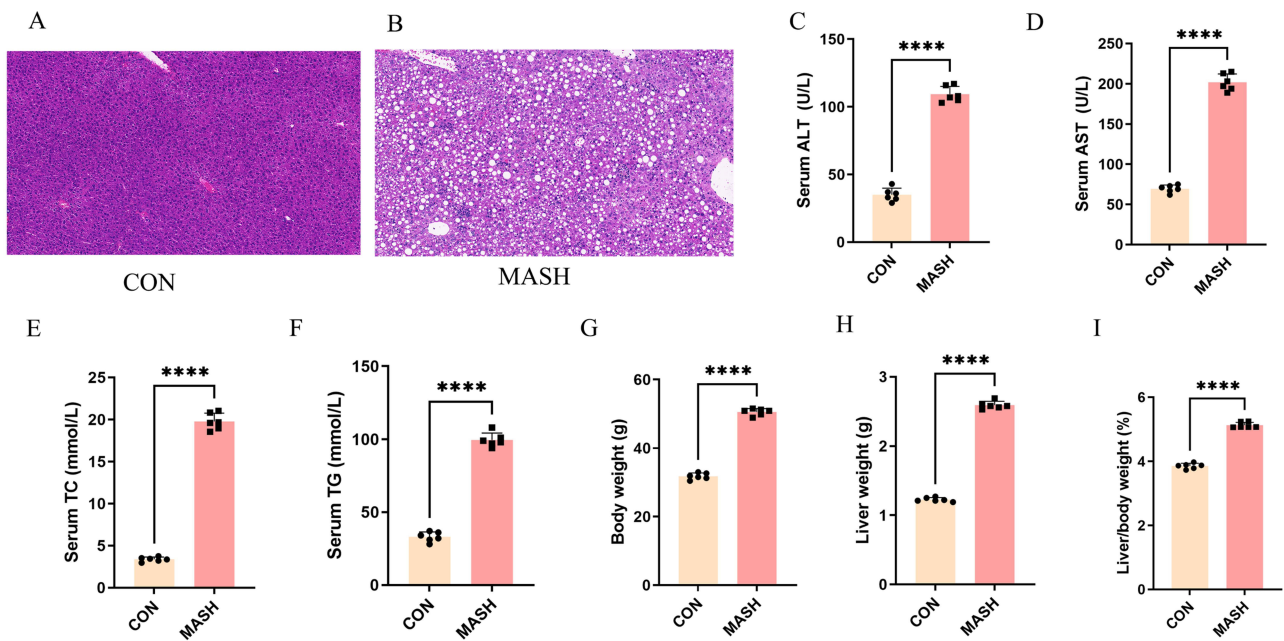 A
B
C
D
CON
MASH
Serum ALT (U/L)
150
100
50
0
****
CON
MASH
Serum AST (U/L)
250
200
150
100
50
0
****
CON
MASH
E
F
G
H
I
Serum TC (mmol/L)
25
20
15
10
5
0
****
CON
MASH
Serum TG (mmol/L)
150
100
50
0
****
CON
MASH
Body weight (g)
60
40
20
0
****
CON
MASH
Liver weight (g)
3
2
1
0
****
CON
MASH
Liver/body weight (%)
6
4
2
0
****
CON
MASH